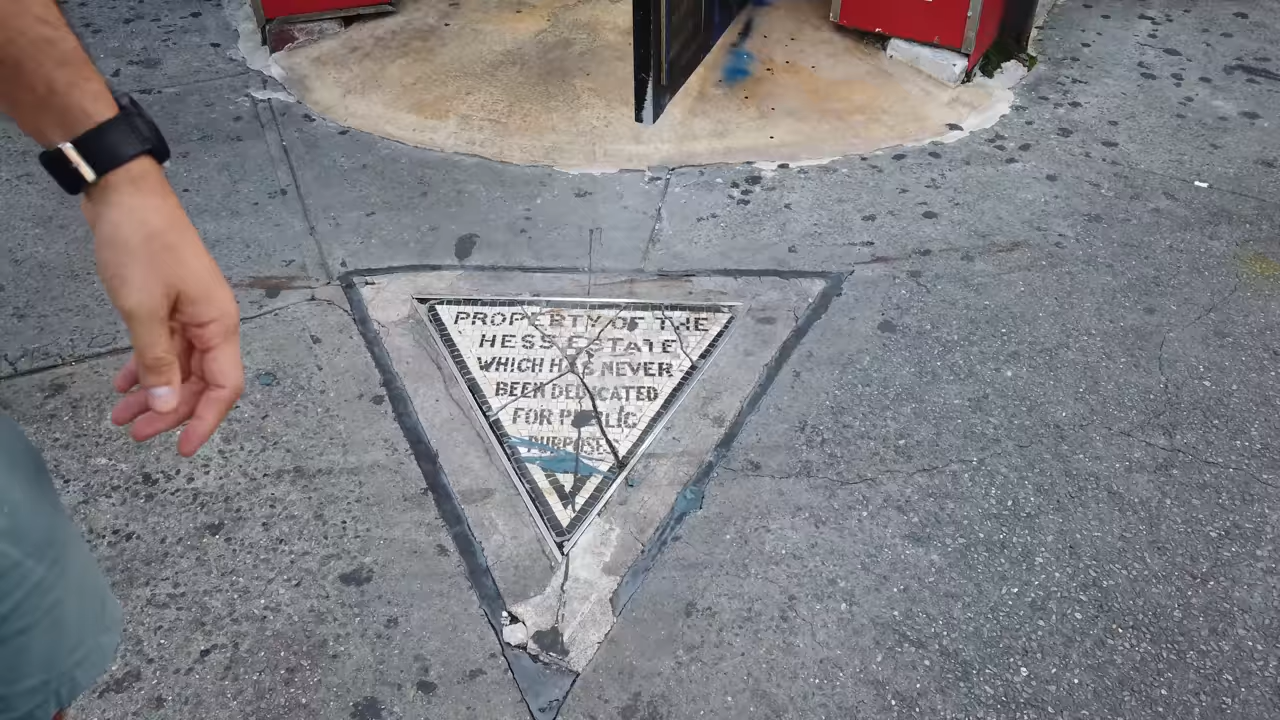 PROPERTY OF THE
HESS ESTATE
WHICH HAS NEVER
BEEN DEDICATED
FOR PUBLIC
PURPOSES